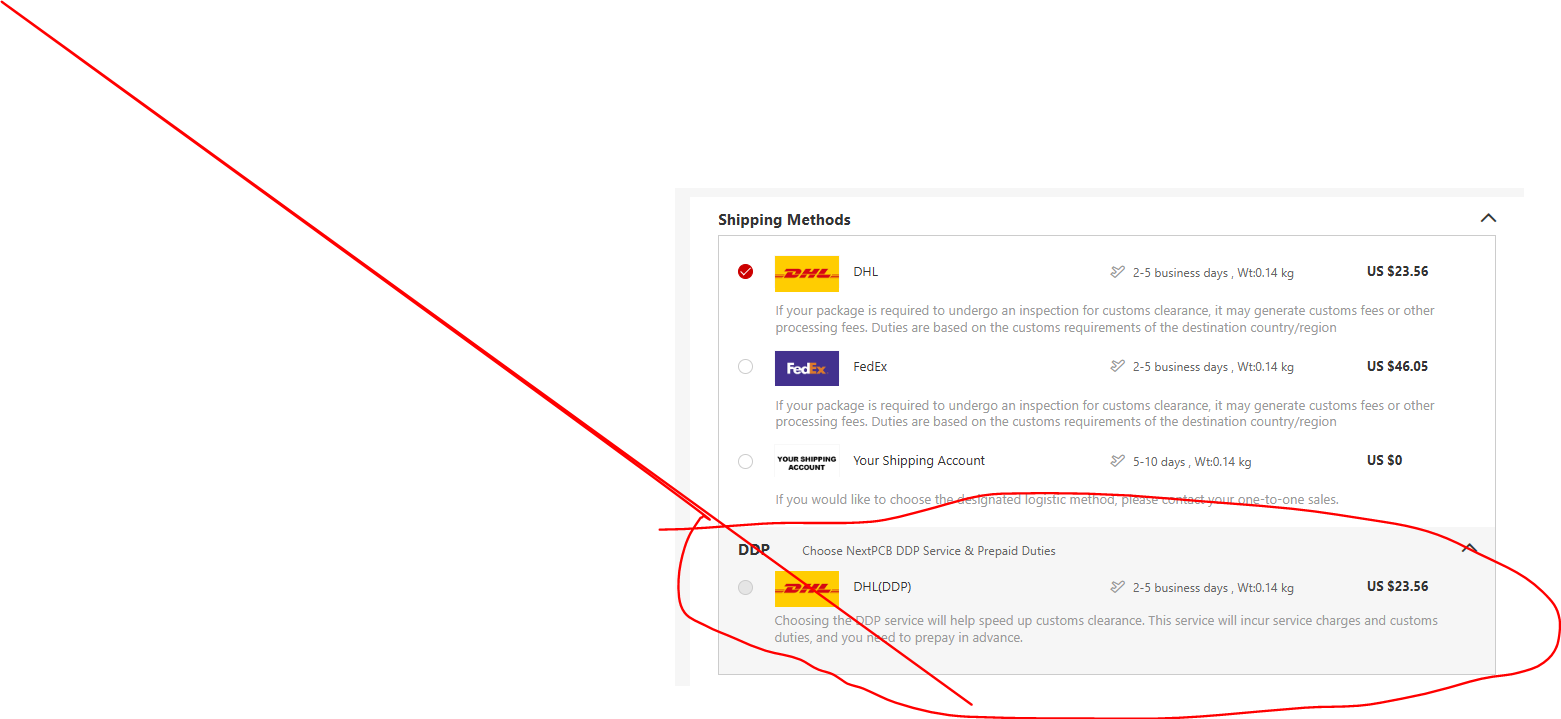 Shipping Methods
DHL DHL 2-5 business days , Wt:0.14 kg US $23.56
If your package is required to undergo an inspection for customs clearance, it may generate customs fees or other
processing fees. Duties are based on the customs requirements of the destination country/region
FedEx FedEx 2-5 business days , Wt:0.14 kg US $46.05
If your package is required to undergo an inspection for customs clearance, it may generate customs fees or other
processing fees. Duties are based on the customs requirements of the destination country/region
YOUR SHIPPING
ACCOUNT
Your Shipping Account 5-10 days , Wt:0.14 kg US $0
If you would like to choose the designated logistic method, please contact your one-to-one sales.
DDP Choose NextPCB DDP Service & Prepaid Duties
DHL DHL(DDP) 2-5 business days , Wt:0.14 kg US $23.56
Choosing the DDP service will help speed up customs clearance. This service will incur service charges and customs
duties, and you need to prepay in advance.